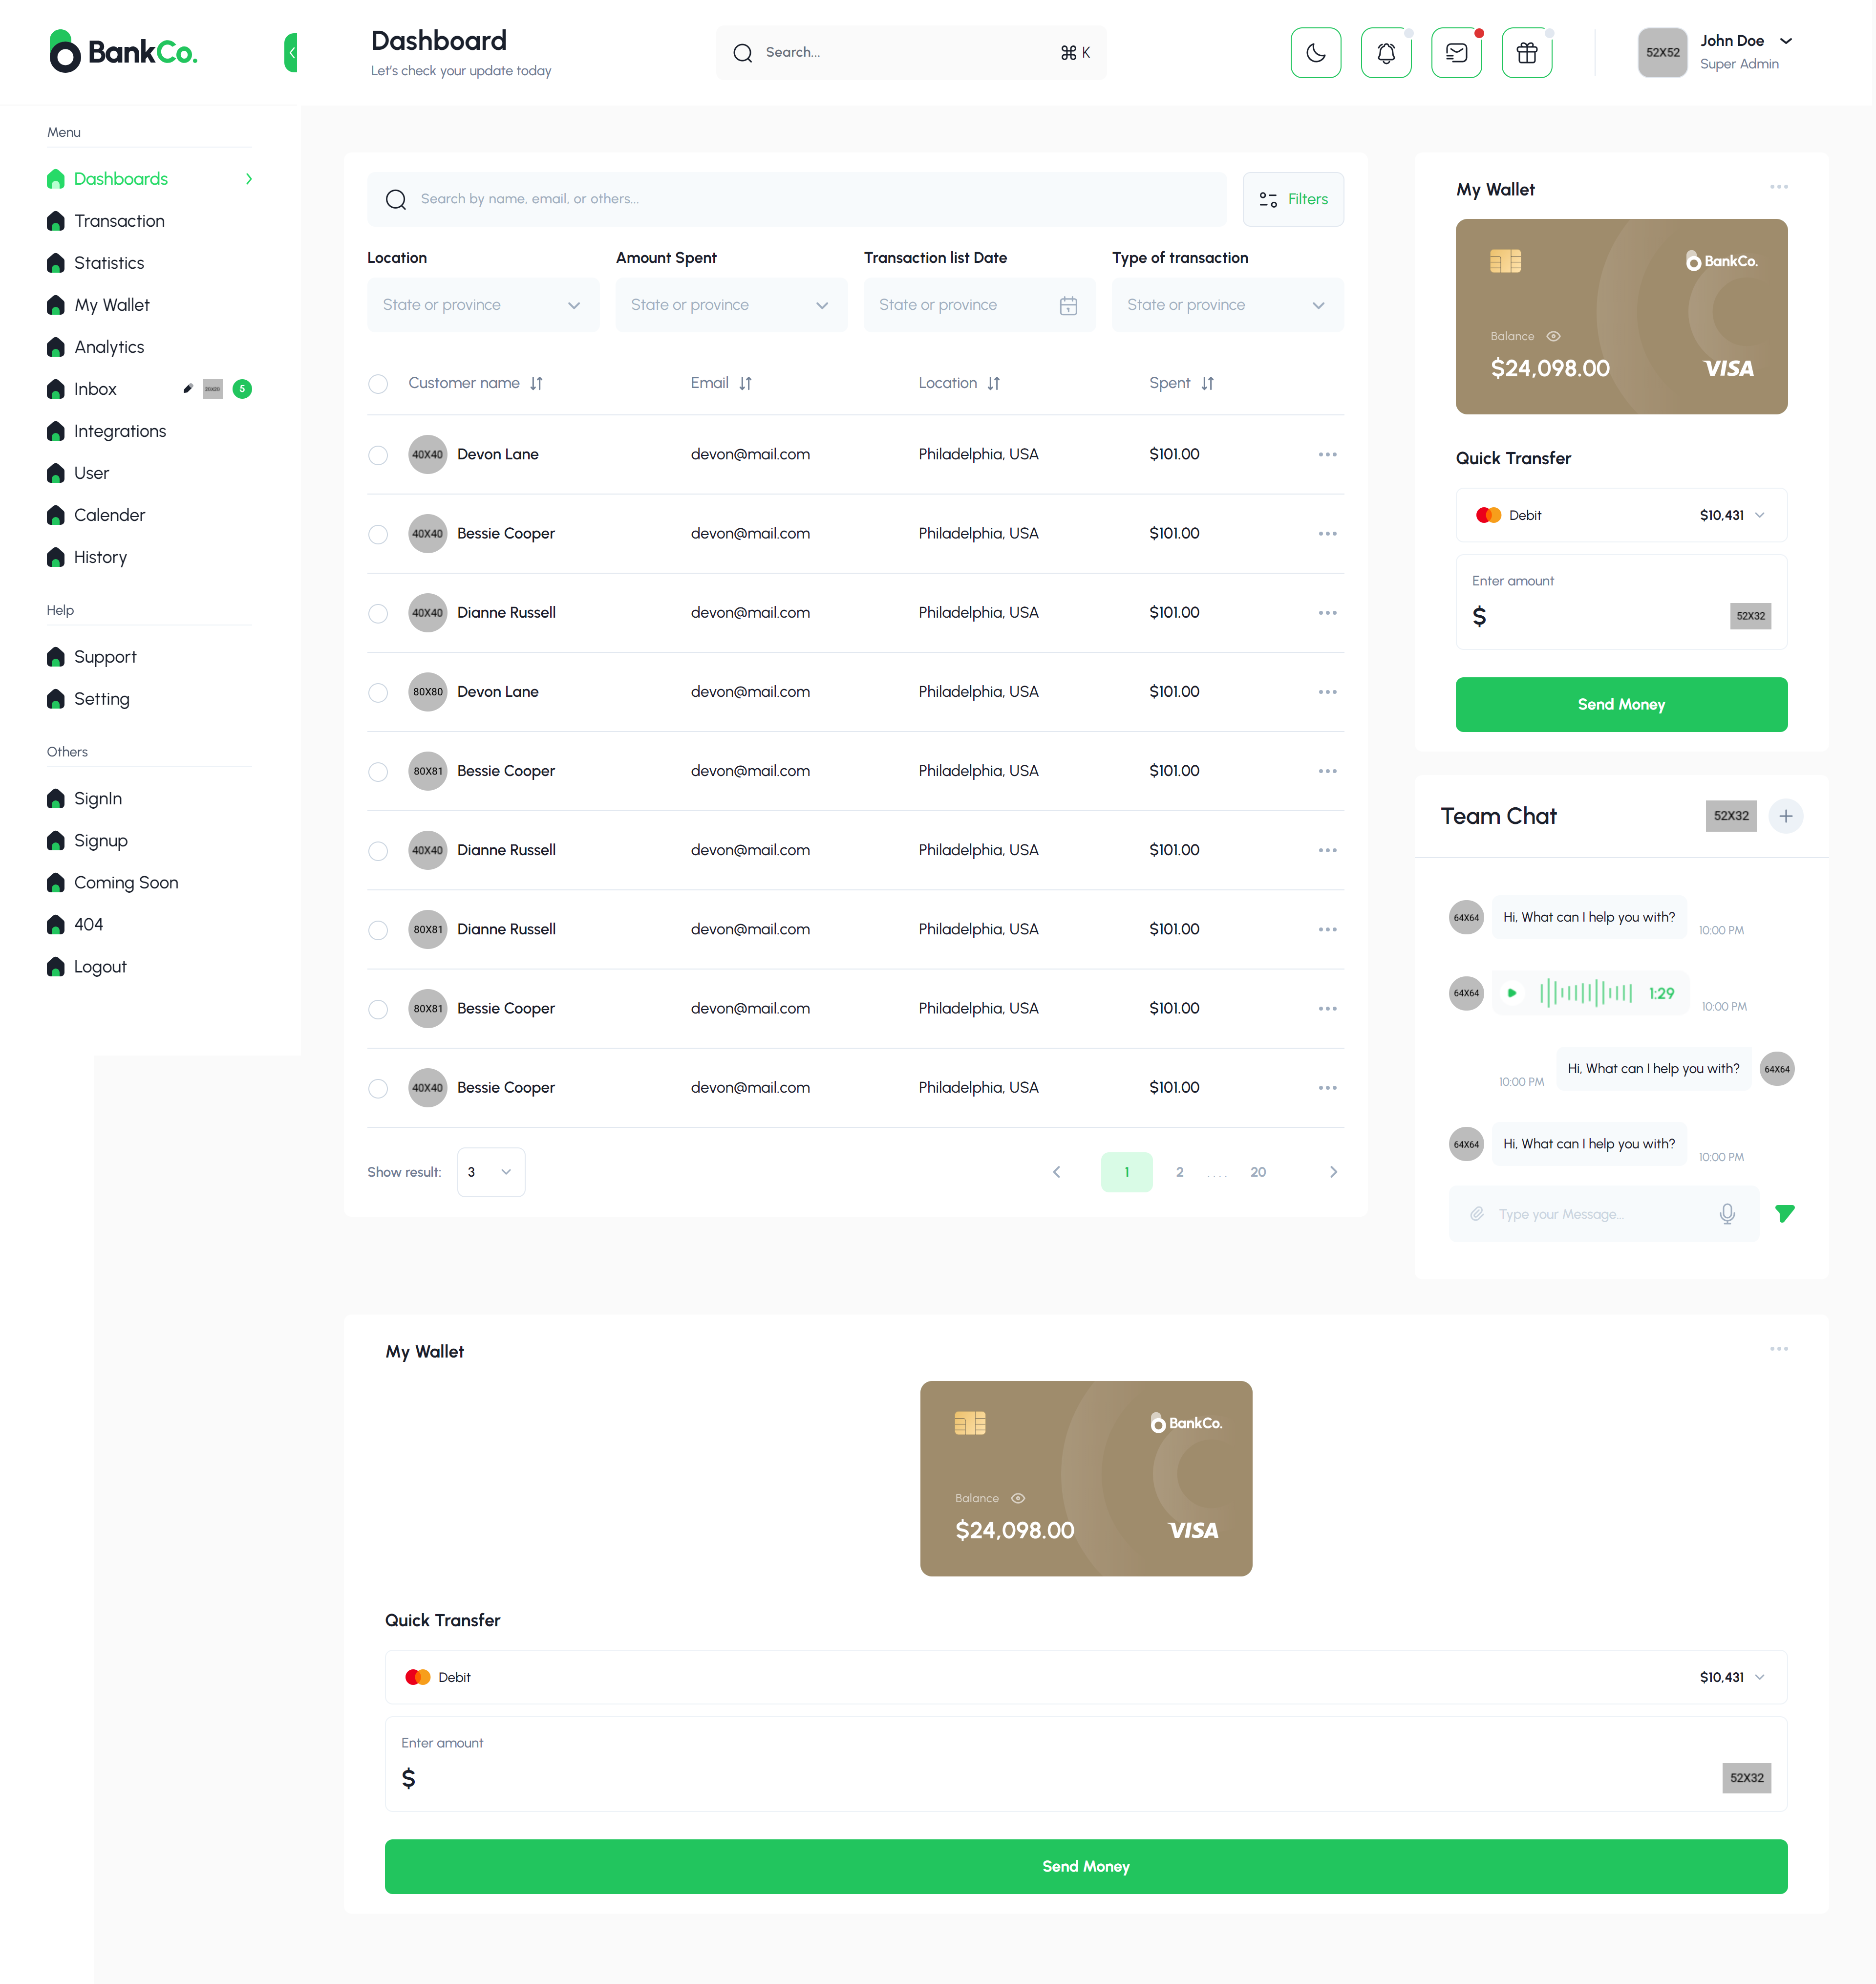 BankCo.
Dashboard
Let's check your update today
Search...
⌘ K
52X52
John Doe
Super Admin
Menu
Dashboards
Transaction
Statistics
My Wallet
Analytics
Inbox
5
Integrations
User
Calender
History
Help
Support
Setting
Others
SignIn
Signup
Coming Soon
404
Logout
Search by name, email, or others...
Filters
Location
Amount Spent
Transaction list Date
Type of transaction
State or province
State or province
State or province
State or province
Customer name
Email
Location
Spent
40X40 Devon Lane devon@mail.com Philadelphia, USA $101.00
40X40 Bessie Cooper devon@mail.com Philadelphia, USA $101.00
40X40 Dianne Russell devon@mail.com Philadelphia, USA $101.00
80X80 Devon Lane devon@mail.com Philadelphia, USA $101.00
80X81 Bessie Cooper devon@mail.com Philadelphia, USA $101.00
40X40 Dianne Russell devon@mail.com Philadelphia, USA $101.00
80X81 Dianne Russell devon@mail.com Philadelphia, USA $101.00
80X81 Bessie Cooper devon@mail.com Philadelphia, USA $101.00
40X40 Bessie Cooper devon@mail.com Philadelphia, USA $101.00
Show result: 3
1 2 .... 20
My Wallet
BankCo.
Balance
$24,098.00
VISA
Quick Transfer
Debit $10,431
Enter amount
$
52X32
Send Money
Team Chat
52X32
64X64 Hi, What can I help you with? 10:00 PM
64X64 1:29 10:00 PM
10:00 PM Hi, What can I help you with? 64X64
64X64 Hi, What can I help you with? 10:00 PM
Type your Message...
My Wallet
BankCo.
Balance
$24,098.00
VISA
Quick Transfer
Debit $10,431
Enter amount
$
52X32
Send Money